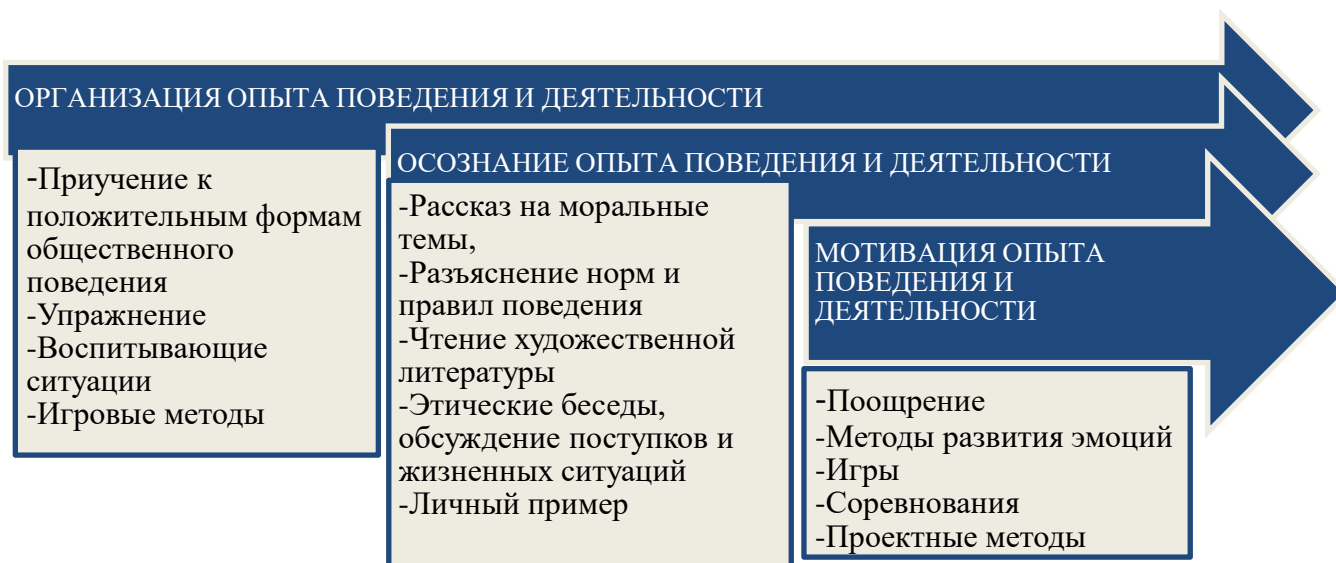 ОРГАНИЗАЦИЯ ОПЫТА ПОВЕДЕНИЯ И ДЕЯТЕЛЬНОСТИ
-Приучение к
положительным формам
общественного
поведения
-Упражнение
-Воспитывающие
ситуации
-Игровые методы
ОСОЗНАНИЕ ОПЫТА ПОВЕДЕНИЯ И ДЕЯТЕЛЬНОСТИ
-Рассказ на моральные
темы,
-Разъяснение норм и
правил поведения
-Чтение художественной
литературы
-Этические беседы,
обсуждение поступков и
жизненных ситуаций
-Личный пример
МОТИВАЦИЯ ОПЫТА
ПОВЕДЕНИЯ И
ДЕЯТЕЛЬНОСТИ
-Поощрение
-Методы развития эмоций
-Игры
-Соревнования
-Проектные методы